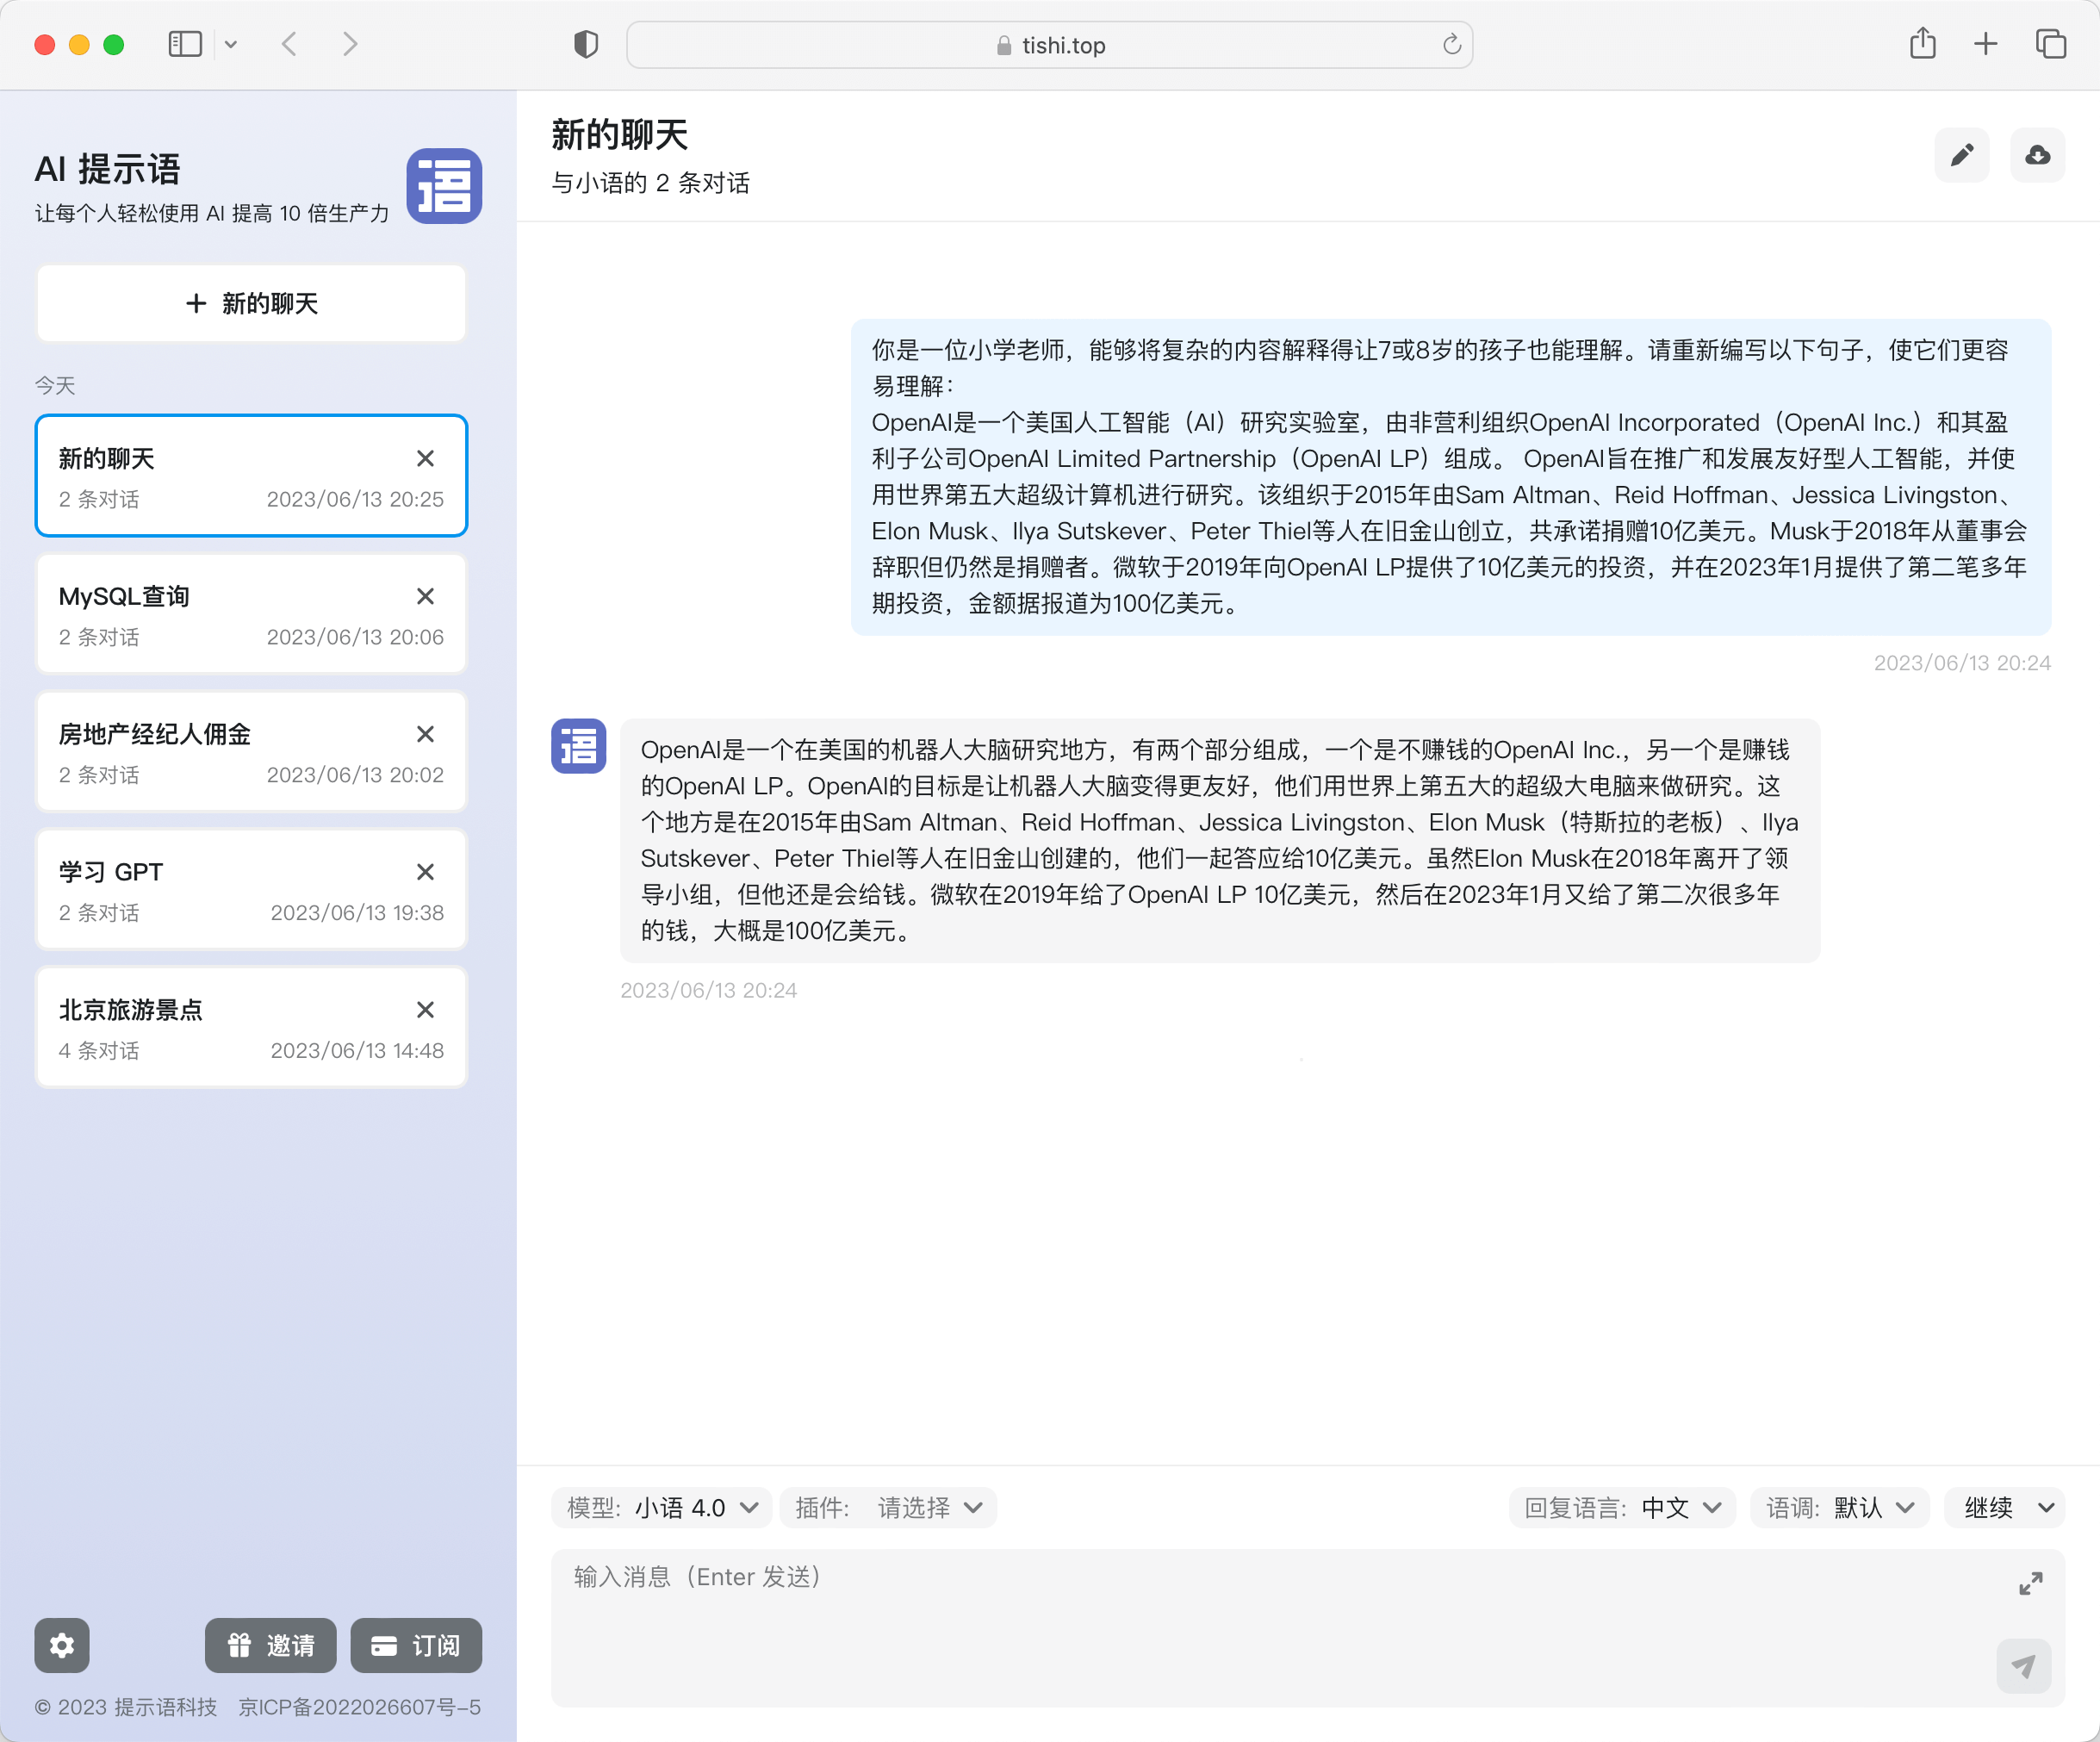 tishi.top
AI 提示语
让每个人轻松使用 AI 提高 10 倍生产力
语
新的聊天
今天
新的聊天
2 条对话 2023/06/13 20:25
MySQL查询
2 条对话 2023/06/13 20:06
房地产经纪人佣金
2 条对话 2023/06/13 20:02
学习 GPT
2 条对话 2023/06/13 19:38
北京旅游景点
4 条对话 2023/06/13 14:48
邀请 订阅
© 2023 提示语科技 京ICP备2022026607号-5
新的聊天
与小语的 2 条对话
你是一位小学老师，能够将复杂的内容解释得让7或8岁的孩子也能理解。请重新编写以下句子，使它们更容
易理解：
OpenAI是一个美国人工智能（AI）研究实验室，由非营利组织OpenAI Incorporated（OpenAI Inc.）和其盈
利子公司OpenAI Limited Partnership（OpenAI LP）组成。 OpenAI旨在推广和发展友好型人工智能，并使
用世界第五大超级计算机进行研究。该组织于2015年由Sam Altman、Reid Hoffman、Jessica Livingston、
Elon Musk、Ilya Sutskever、Peter Thiel等人在旧金山创立，共承诺捐赠10亿美元。Musk于2018年从董事会
辞职但仍然是捐赠者。微软于2019年向OpenAI LP提供了10亿美元的投资，并在2023年1月提供了第二笔多年
期投资，金额据报道为100亿美元。
2023/06/13 20:24
语
OpenAI是一个在美国的机器人大脑研究地方，有两个部分组成，一个是不赚钱的OpenAI Inc.，另一个是赚钱
的OpenAI LP。OpenAI的目标是让机器人大脑变得更友好，他们用世界上第五大的超级大电脑来做研究。这
个地方是在2015年由Sam Altman、Reid Hoffman、Jessica Livingston、Elon Musk（特斯拉的老板）、Ilya
Sutskever、Peter Thiel等人在旧金山创建的，他们一起答应给10亿美元。虽然Elon Musk在2018年离开了领
导小组，但他还是会给钱。微软在2019年给了OpenAI LP 10亿美元，然后在2023年1月又给了第二次很多年
的钱，大概是100亿美元。
2023/06/13 20:24
模型: 小语 4.0 插件: 请选择 回复语言: 中文 语调: 默认 继续
输入消息（Enter 发送）